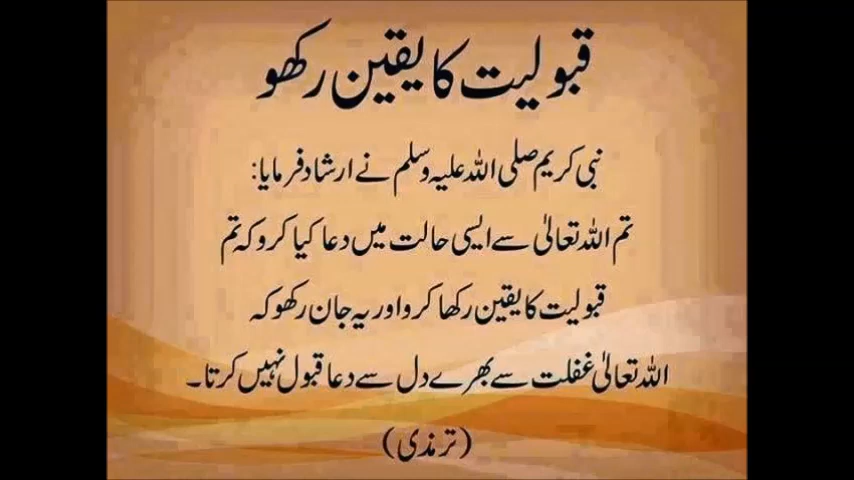 قبولیت کا یقین رکھو
نبی کریم صلی اللہ علیہ وسلم نے ارشاد فرمایا:
تم اللہ تعالیٰ سے ایسی حالت میں دعا کیا کرو کہ تم
قبولیت کا یقین رکھا کرو اور یہ جان رکھو کہ
اللہ تعالیٰ غفلت سے بھرے دل سے دعا قبول نہیں کرتا۔
(ترمذی)